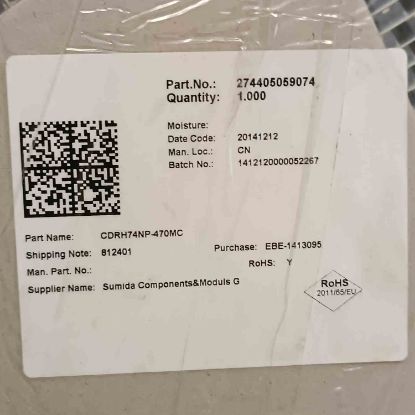 Part.No.: 274405059074
Quantity: 1.000
Moisture:
Date Code: 20141212
Man. Loc.: CN
Batch No.: 1412120000052267
Part Name: CDRH74NP-470MC
Shipping Note: 812401 Purchase: EBE-1413095
Man. Part No.: RoHS: Y
Supplier Name: Sumida Components&Moduls G
RoHS
2011/65/EU